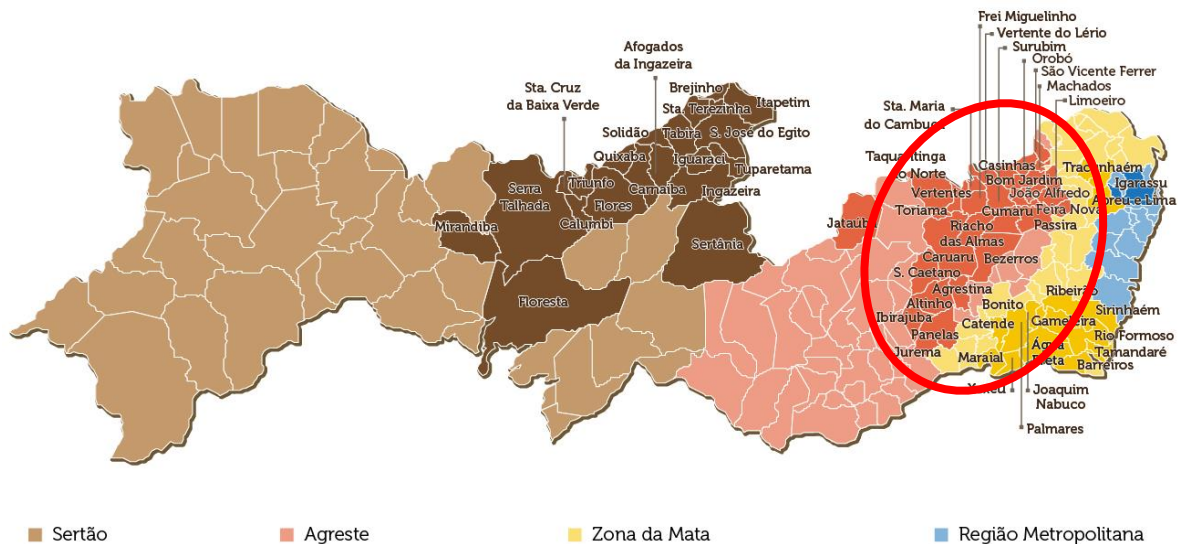 Frei Miguelinho
Vertente do Lério
Surubim
Orobó
São Vicente Ferrer
Machados
Limoeiro
Afogados
da Ingazeira
Sta. Cruz
da Baixa Verde
Brejinho
Sta. Terezinha
Itapetim
Solidão
Tabira
S. José do Egito
Quixaba
Iguaraci
Tuparetama
Triunfo
Carnaíba
Ingazeira
Serra
Talhada
Flores
Calumbi
Mirandiba
Sertânia
Floresta
Sta. Maria
do Cambucá
Taquaritinga
do Norte
Casinhas
Tracunhaém
Bom Jardim
Igarassu
Vertentes
João Alfredo
Abreu e Lima
Jataúba
Toriama
Cumaru
Feira Nova
Riacho
das Almas
Passira
Caruaru
Bezerros
S. Caetano
Agrestina
Ribeirão
Altinho
Bonito
Sirinhaém
Ibirajuba
Catende
Gameleira
Panelas
Rio Formoso
Água
Preta
Jurema
Maraial
Tamandaré
Barreiros
Xexéu
Joaquim
Nabuco
Palmares
Sertão
Agreste
Zona da Mata
Região Metropolitana